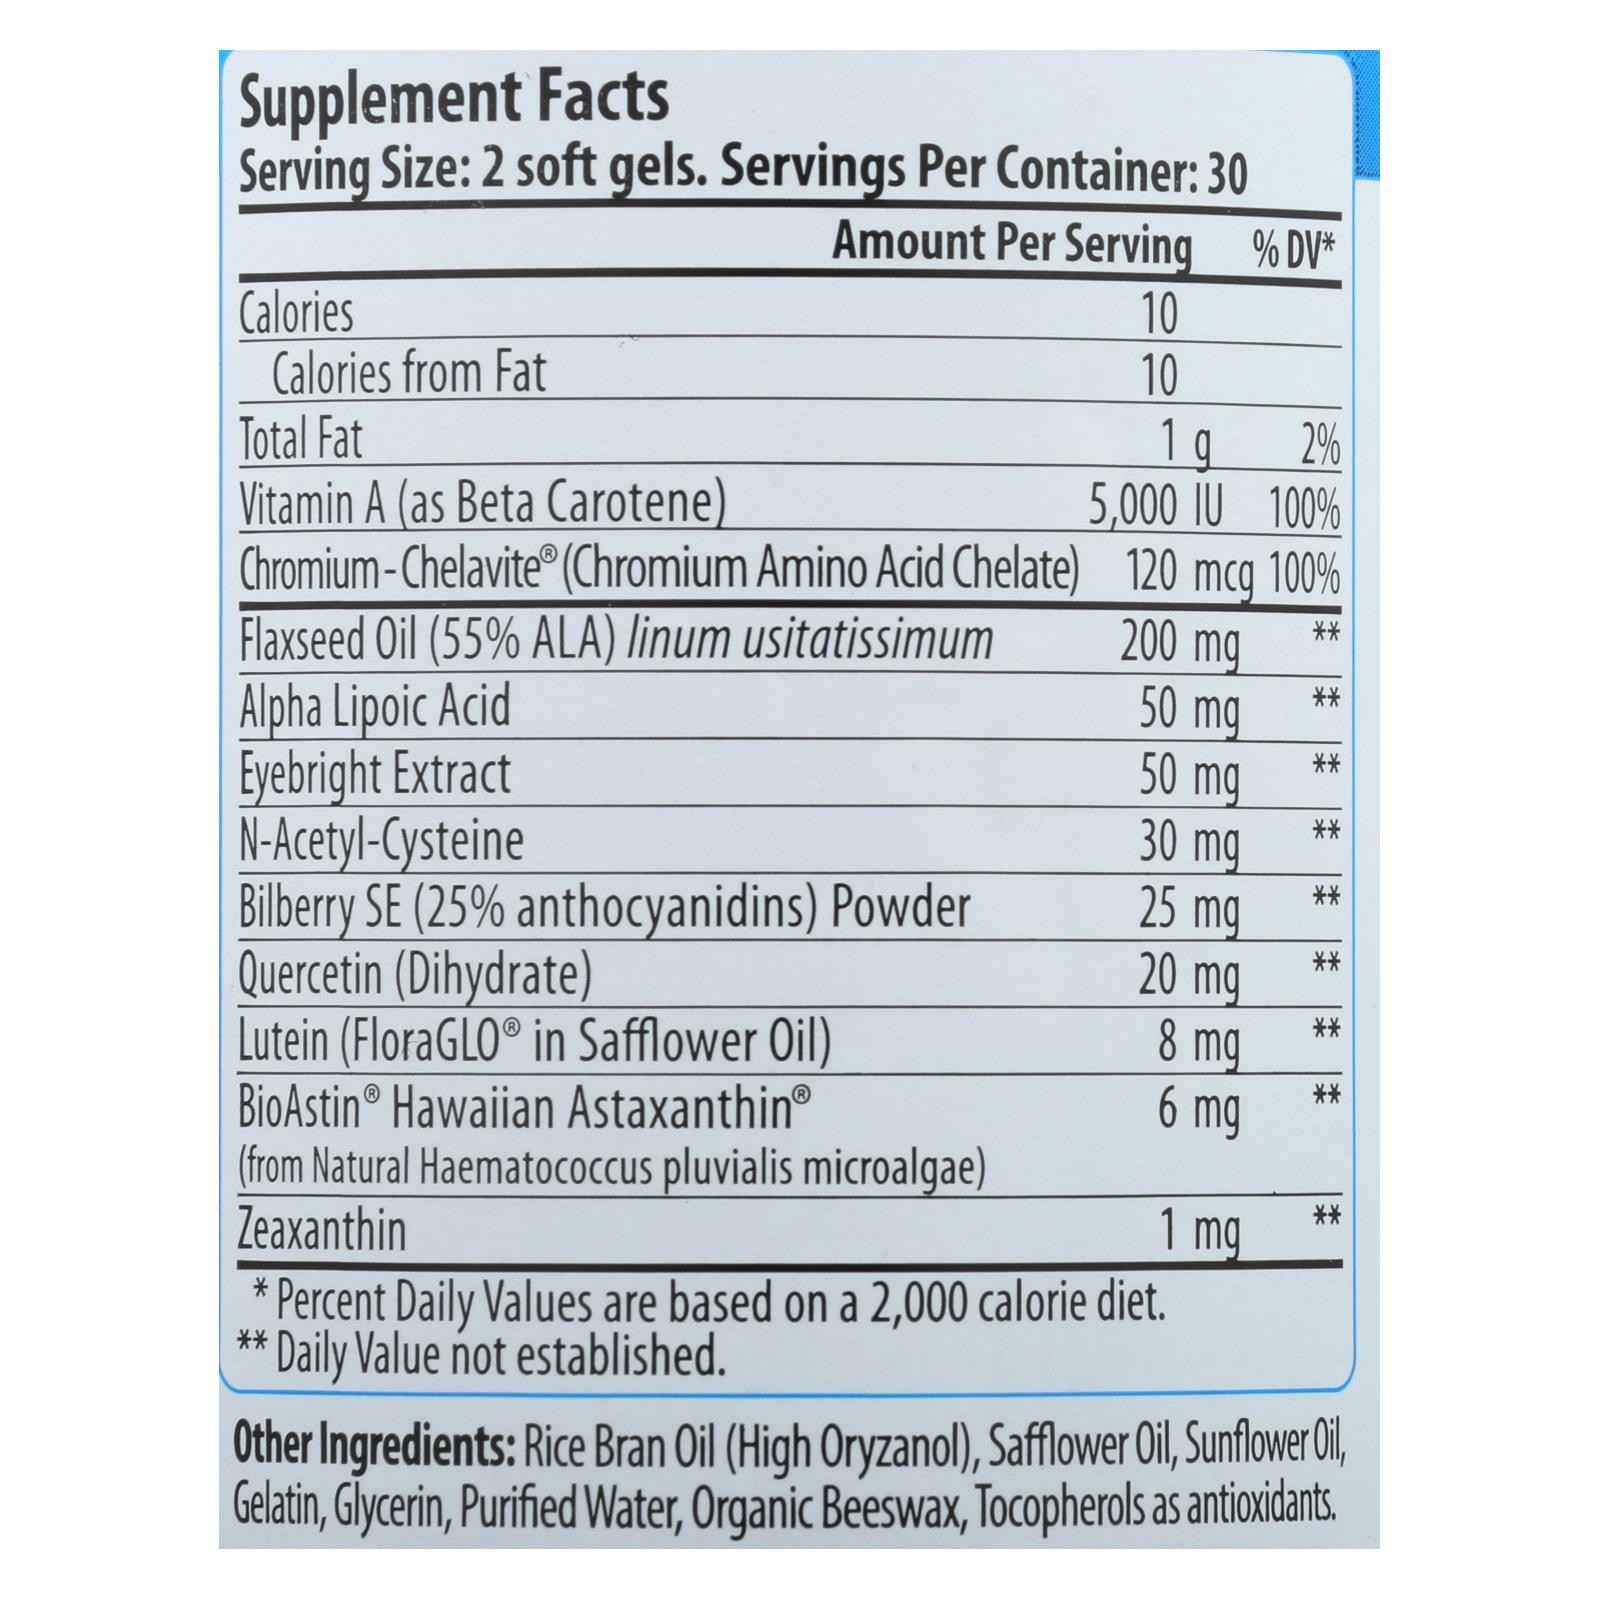 Supplement Facts
Serving Size: 2 soft gels. Servings Per Container: 30
Amount Per Serving % DV*
Calories 10
Calories from Fat 10
Total Fat 1 g 2%
Vitamin A (as Beta Carotene) 5,000 IU 100%
Chromium - Chelavite® (Chromium Amino Acid Chelate) 120 mcg 100%
Flaxseed Oil (55% ALA) linum usitatissimum 200 mg **
Alpha Lipoic Acid 50 mg **
Eyebright Extract 50 mg **
N-Acetyl-Cysteine 30 mg **
Bilberry SE (25% anthocyanidins) Powder 25 mg **
Quercetin (Dihydrate) 20 mg **
Lutein (FloraGLO® in Safflower Oil) 8 mg **
BioAstin® Hawaiian Astaxanthin® 6 mg **
(from Natural Haematococcus pluvialis microalgae)
Zeaxanthin 1 mg **
* Percent Daily Values are based on a 2,000 calorie diet.
** Daily Value not established.
Other Ingredients: Rice Bran Oil (High Oryzanol), Safflower Oil, Sunflower Oil,
Gelatin, Glycerin, Purified Water, Organic Beeswax, Tocopherols as antioxidants.